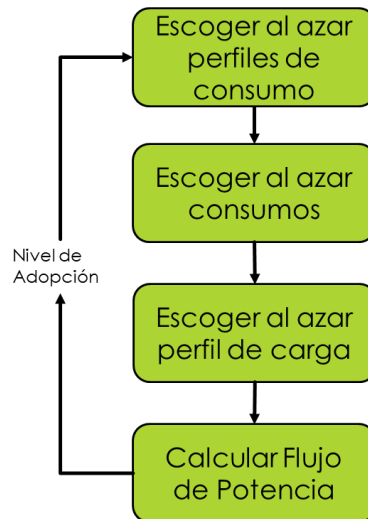 Escoger al azar
perfiles de
consumo
Escoger al azar
consumos
Nivel de
Adopción
Escoger al azar
perfil de carga
Calcular Flujo
de Potencia